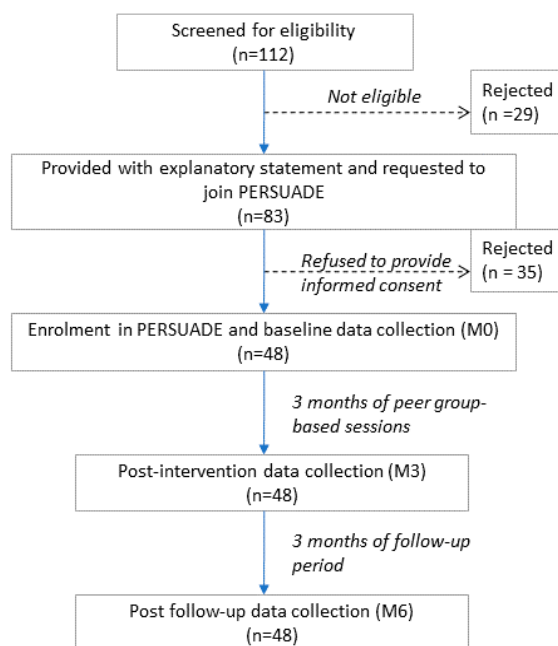 Screened for eligibility
(n=112)
Not eligible
Rejected
(n =29)
Provided with explanatory statement and requested to
join PERSUADE
(n=83)
Refused to provide
informed consent
Rejected
(n = 35)
Enrolment in PERSUADE and baseline data collection (M0)
(n=48)
3 months of peer group-
based sessions
Post-intervention data collection (M3)
(n=48)
3 months of follow-up
period
Post follow-up data collection (M6)
(n=48)